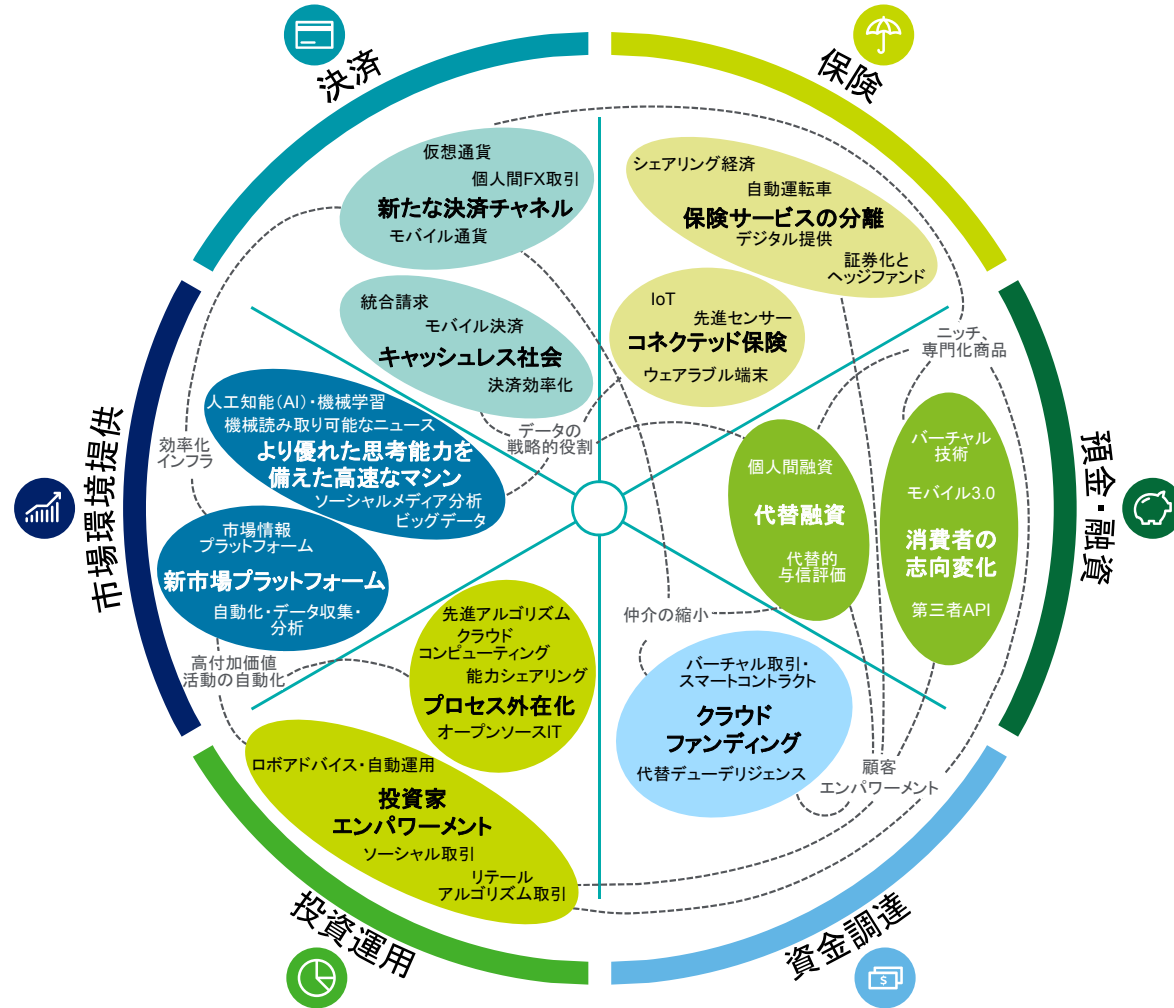 決済
仮想通貨
個人間FX取引
新たな決済チャネル
モバイル通貨
統合請求
モバイル決済
キャッシュレス社会
決済効率化
保険
シェアリング経済
自動運転車
保険サービスの分離
デジタル提供
証券化と
ヘッジファンド
IoT
先進センサー
コネクテッド保険
ウェアラブル端末
預金・融資
ニッチ、
専門化商品
バーチャル
技術
モバイル3.0
消費者の
志向変化
第三者API
個人間融資
代替融資
代替的
与信評価
資金調達
仲介の縮小
バーチャル取引・
スマートコントラクト
クラウド
ファンディング
代替デューデリジェンス
顧客
エンパワーメント
投資運用
先進アルゴリズム
クラウド
コンピューティング
能力シェアリング
プロセス外在化
オープンソースIT
ロボアドバイス・自動運用
投資家
エンパワーメント
ソーシャル取引
リテール
アルゴリズム取引
市場環境提供
人工知能(AI)・機械学習
機械読み取り可能なニュース
より優れた思考能力を
備えた高速なマシン
ソーシャルメディア分析
ビッグデータ
データの
戦略的役割
効率化
インフラ
市場情報
プラットフォーム
新市場プラットフォーム
自動化・データ収集・
分析
高付加価値
活動の自動化
$